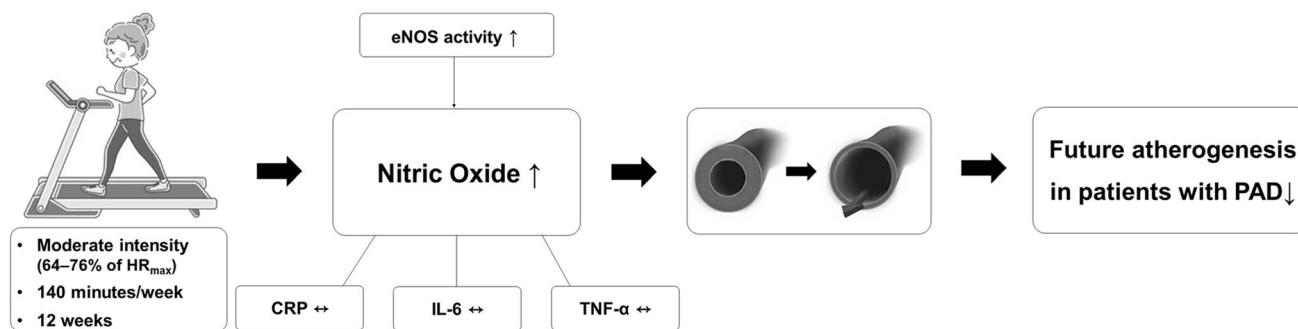 eNOS activity ↑
Nitric Oxide ↑
Future atherogenesis
in patients with PAD↓
• Moderate intensity
(64–76% of HRmax)
• 140 minutes/week
• 12 weeks
CRP ↔
IL-6 ↔
TNF-α ↔